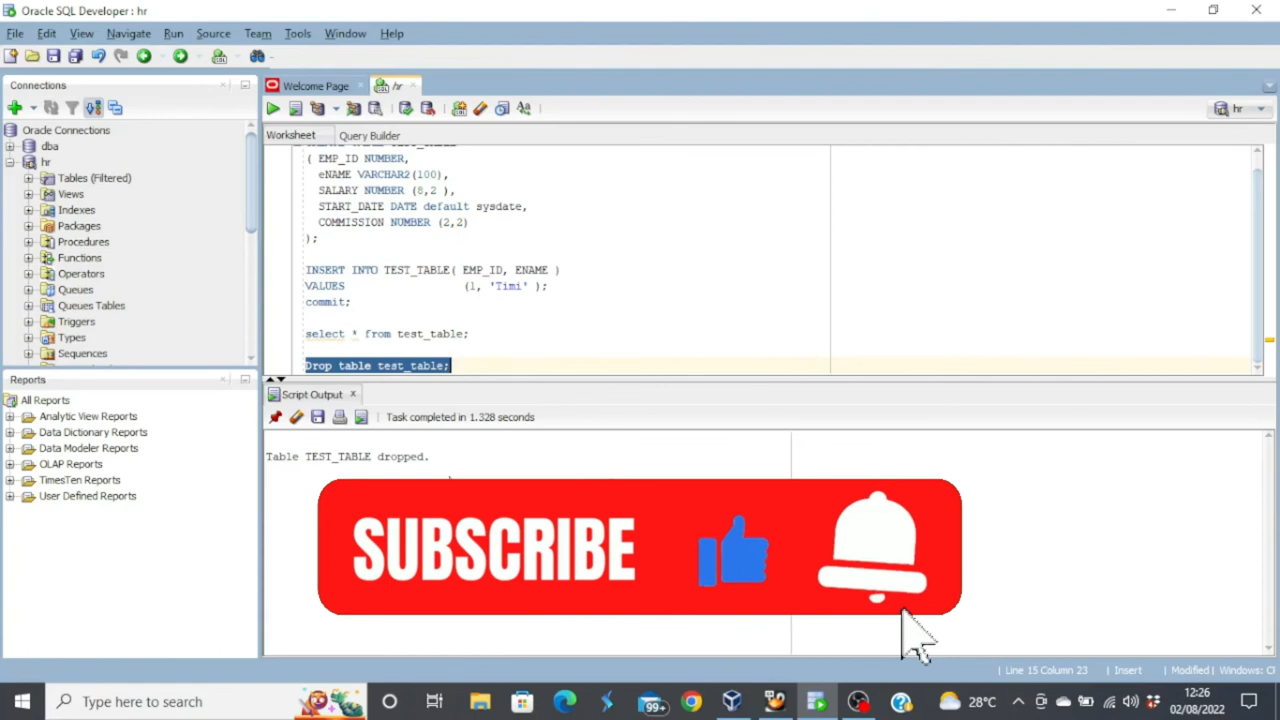 Oracle SQL Developer : hr
File Edit View Navigate Run Source Team Tools Window Help
Connections
Oracle Connections
dba
hr
Tables (Filtered)
Views
Indexes
Packages
Procedures
Functions
Operators
Queues
Queues Tables
Triggers
Types
Sequences
Reports
All Reports
Analytic View Reports
Data Dictionary Reports
Data Modeler Reports
OLAP Reports
TimesTen Reports
User Defined Reports
Welcome Page
hr
hr
Worksheet Query Builder
( EMP_ID NUMBER,
eNAME VARCHAR2(100),
SALARY NUMBER (8,2 ),
START_DATE DATE default sysdate,
COMMISSION NUMBER (2,2)
);
INSERT INTO TEST_TABLE( EMP_ID, ENAME )
VALUES (1, 'Timi' );
commit;
select * from test_table;
Drop table test_table;
Script Output
Task completed in 1.328 seconds
Table TEST_TABLE dropped.
SUBSCRIBE
Line 15 Column 23 Insert Modified Windows: C
Type here to search
99+
28°C
12:26
02/08/2022